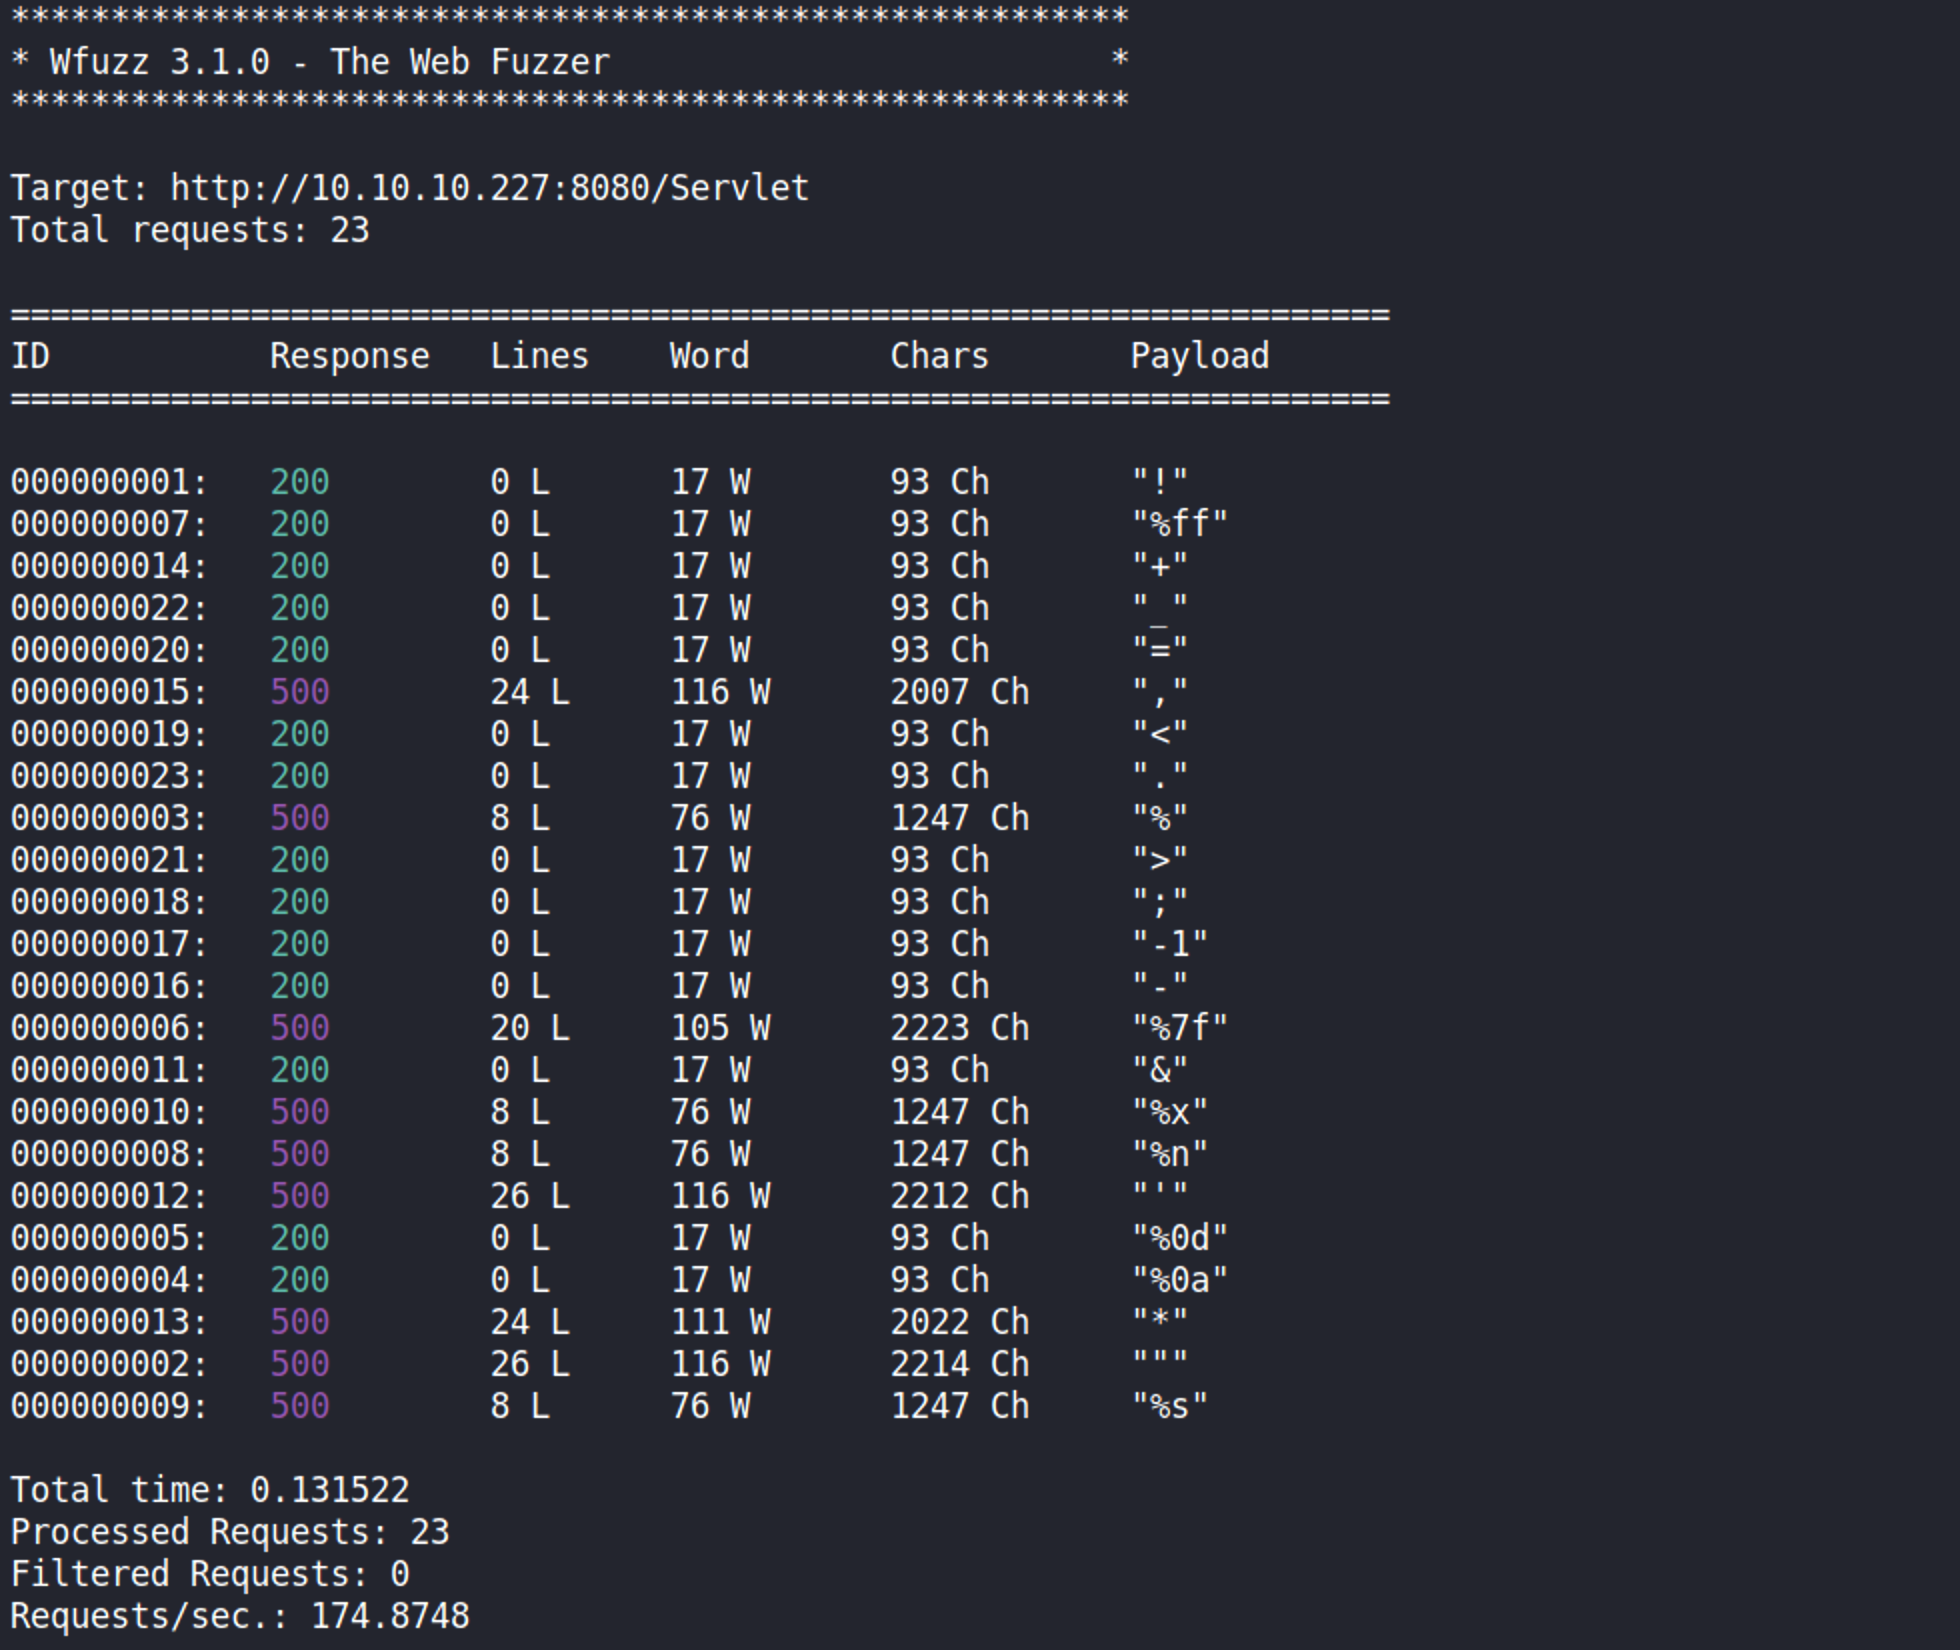 ********************************************************
* Wfuzz 3.1.0 - The Web Fuzzer                         *
********************************************************
Target: http://10.10.10.227:8080/Servlet
Total requests: 23
=====================================================================
ID           Response   Lines    Word       Chars       Payload
=====================================================================
000000001:   200        0 L      17 W       93 Ch       "!"
000000007:   200        0 L      17 W       93 Ch       "%ff"
000000014:   200        0 L      17 W       93 Ch       "+"
000000022:   200        0 L      17 W       93 Ch       "_"
000000020:   200        0 L      17 W       93 Ch       "="
000000015:   500        24 L     116 W      2007 Ch     ","
000000019:   200        0 L      17 W       93 Ch       "<"
000000023:   200        0 L      17 W       93 Ch       "."
000000003:   500        8 L      76 W       1247 Ch     "%"
000000021:   200        0 L      17 W       93 Ch       ">"
000000018:   200        0 L      17 W       93 Ch       ";"
000000017:   200        0 L      17 W       93 Ch       "-1"
000000016:   200        0 L      17 W       93 Ch       "-"
000000006:   500        20 L     105 W      2223 Ch     "%7f"
000000011:   200        0 L      17 W       93 Ch       "&"
000000010:   500        8 L      76 W       1247 Ch     "%x"
000000008:   500        8 L      76 W       1247 Ch     "%n"
000000012:   500        26 L     116 W      2212 Ch     "'"
000000005:   200        0 L      17 W       93 Ch       "%0d"
000000004:   200        0 L      17 W       93 Ch       "%0a"
000000013:   500        24 L     111 W      2022 Ch     "*"
000000002:   500        26 L     116 W      2214 Ch     """
000000009:   500        8 L      76 W       1247 Ch     "%s"
Total time: 0.131522
Processed Requests: 23
Filtered Requests: 0
Requests/sec.: 174.8748